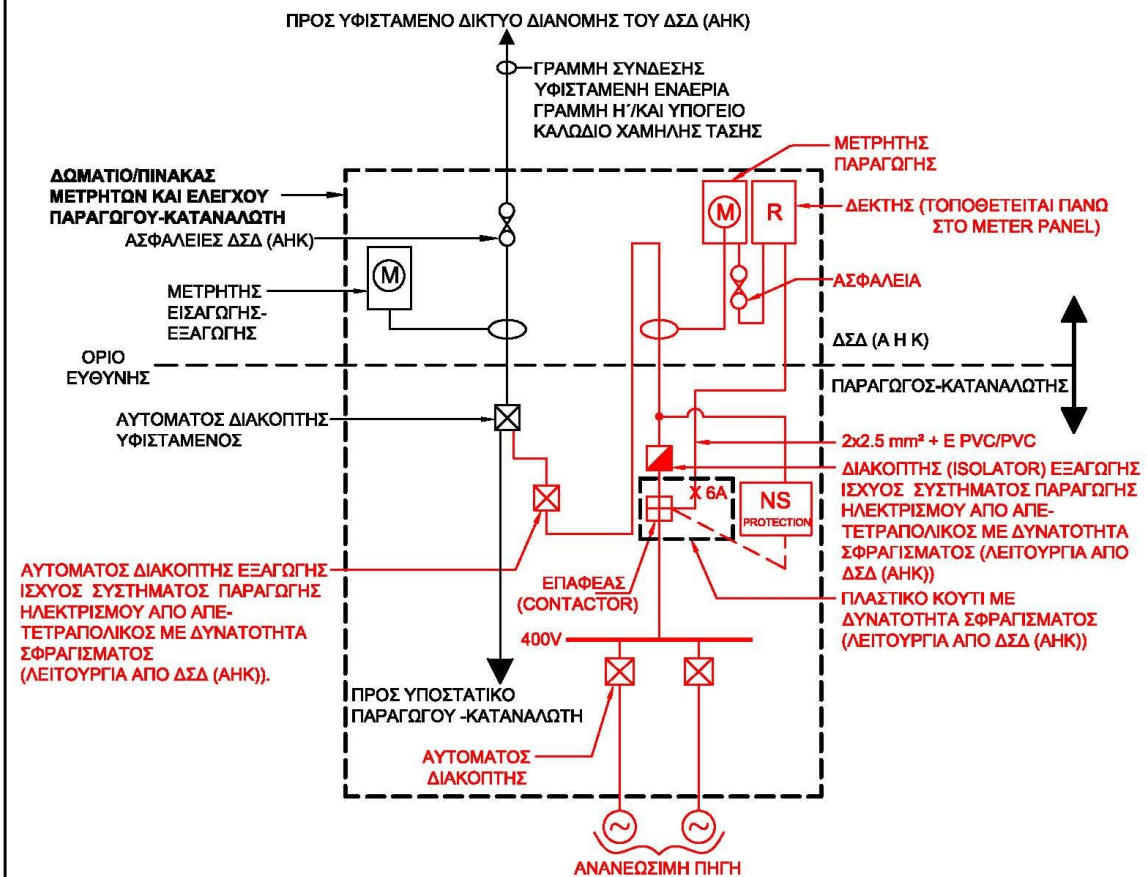 ΠΡΟΣ ΥΦΙΣΤΑΜΕΝΟ ΔΙΚΤΥΟ ΔΙΑΝΟΜΗΣ ΤΟΥ ΔΣΔ (ΑΗΚ)
ΓΡΑΜΜΗ ΣΥΝΔΕΣΗΣ
ΥΦΙΣΤΑΜΕΝΗ ΕΝΑΕΡΙΑ
ΓΡΑΜΜΗ Η΄/ΚΑΙ ΥΠΟΓΕΙΟ
ΚΑΛΩΔΙΟ ΧΑΜΗΛΗΣ ΤΑΣΗΣ
ΔΩΜΑΤΙΟ/ΠΙΝΑΚΑΣ
ΜΕΤΡΗΤΩΝ ΚΑΙ ΕΛΕΓΧΟΥ
ΠΑΡΑΓΩΓΟΥ-ΚΑΤΑΝΑΛΩΤΗ
ΑΣΦΑΛΕΙΕΣ ΔΣΔ (ΑΗΚ)
M
ΜΕΤΡΗΤΗΣ
ΕΙΣΑΓΩΓΗΣ-
ΕΞΑΓΩΓΗΣ
ΜΕΤΡΗΤΗΣ
ΠΑΡΑΓΩΓΗΣ
M
R
ΔΕΚΤΗΣ (ΤΟΠΟΘΕΤΕΙΤΑΙ ΠΑΝΩ
ΣΤΟ METER PANEL)
ΑΣΦΑΛΕΙΑ
ΔΣΔ (Α Η Κ)
ΟΡΙΟ
ΕΥΘΥΝΗΣ
ΠΑΡΑΓΩΓΟΣ-ΚΑΤΑΝΑΛΩΤΗΣ
ΑΥΤΟΜΑΤΟΣ ΔΙΑΚΟΠΤΗΣ
ΥΦΙΣΤΑΜΕΝΟΣ
2x2.5 mm² + E PVC/PVC
ΔΙΑΚΟΠΤΗΣ (ISOLATOR) ΕΞΑΓΩΓΗΣ
ΙΣΧΥΟΣ ΣΥΣΤΗΜΑΤΟΣ ΠΑΡΑΓΩΓΗΣ
ΗΛΕΚΤΡΙΣΜΟΥ ΑΠΟ ΑΠΕ-
ΤΕΤΡΑΠΟΛΙΚΟΣ ΜΕ ΔΥΝΑΤΟΤΗΤΑ
ΣΦΡΑΓΙΣΜΑΤΟΣ (ΛΕΙΤΟΥΡΓΙΑ ΑΠΟ
ΔΣΔ (ΑΗΚ))
X 6A
NS
PROTECTION
ΕΠΑΦΕΑΣ
(CONTACTOR)
ΠΛΑΣΤΙΚΟ ΚΟΥΤΙ ΜΕ
ΔΥΝΑΤΟΤΗΤΑ ΣΦΡΑΓΙΣΜΑΤΟΣ
(ΛΕΙΤΟΥΡΓΙΑ ΑΠΟ ΔΣΔ (ΑΗΚ))
ΑΥΤΟΜΑΤΟΣ ΔΙΑΚΟΠΤΗΣ ΕΞΑΓΩΓΗΣ
ΙΣΧΥΟΣ ΣΥΣΤΗΜΑΤΟΣ ΠΑΡΑΓΩΓΗΣ
ΗΛΕΚΤΡΙΣΜΟΥ ΑΠΟ ΑΠΕ-
ΤΕΤΡΑΠΟΛΙΚΟΣ ΜΕ ΔΥΝΑΤΟΤΗΤΑ
ΣΦΡΑΓΙΣΜΑΤΟΣ
(ΛΕΙΤΟΥΡΓΙΑ ΑΠΟ ΔΣΔ (ΑΗΚ)).
400V
ΠΡΟΣ ΥΠΟΣΤΑΤΙΚΟ
ΠΑΡΑΓΩΓΟΥ -ΚΑΤΑΝΑΛΩΤΗ
ΑΥΤΟΜΑΤΟΣ
ΔΙΑΚΟΠΤΗΣ
ΑΝΑΝΕΩΣΙΜΗ ΠΗΓΗ